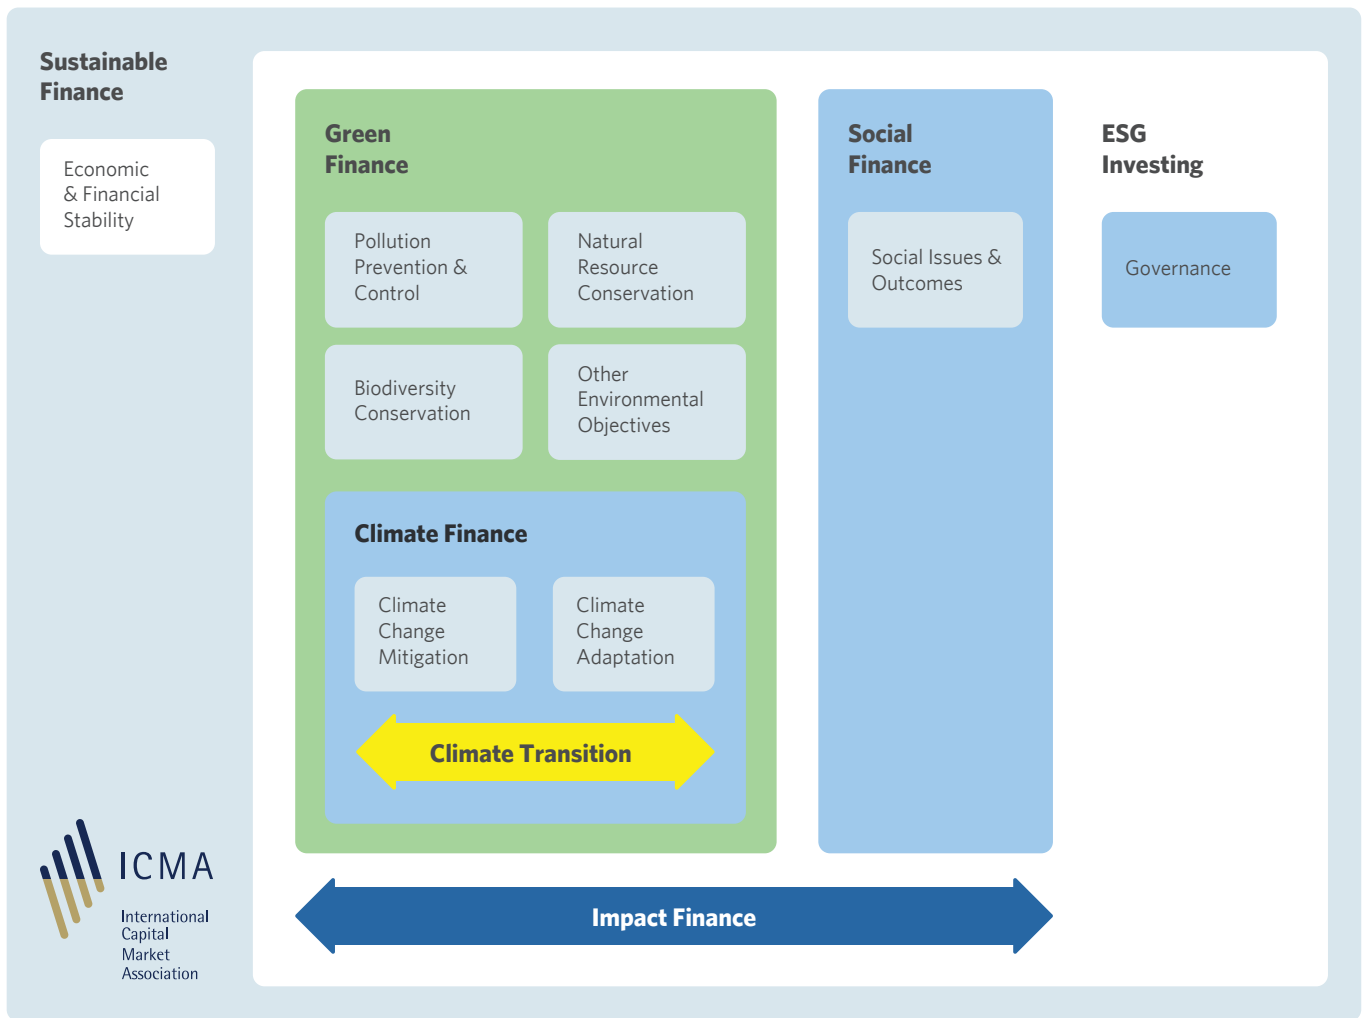 Sustainable
Finance
Economic
& Financial
Stability
Green
Finance
Pollution
Prevention &
Control
Natural
Resource
Conservation
Biodiversity
Conservation
Other
Environmental
Objectives
Climate Finance
Climate
Change
Mitigation
Climate
Change
Adaptation
Climate Transition
Social
Finance
Social Issues &
Outcomes
ESG
Investing
Governance
Impact Finance
ICMA
International
Capital
Market
Association